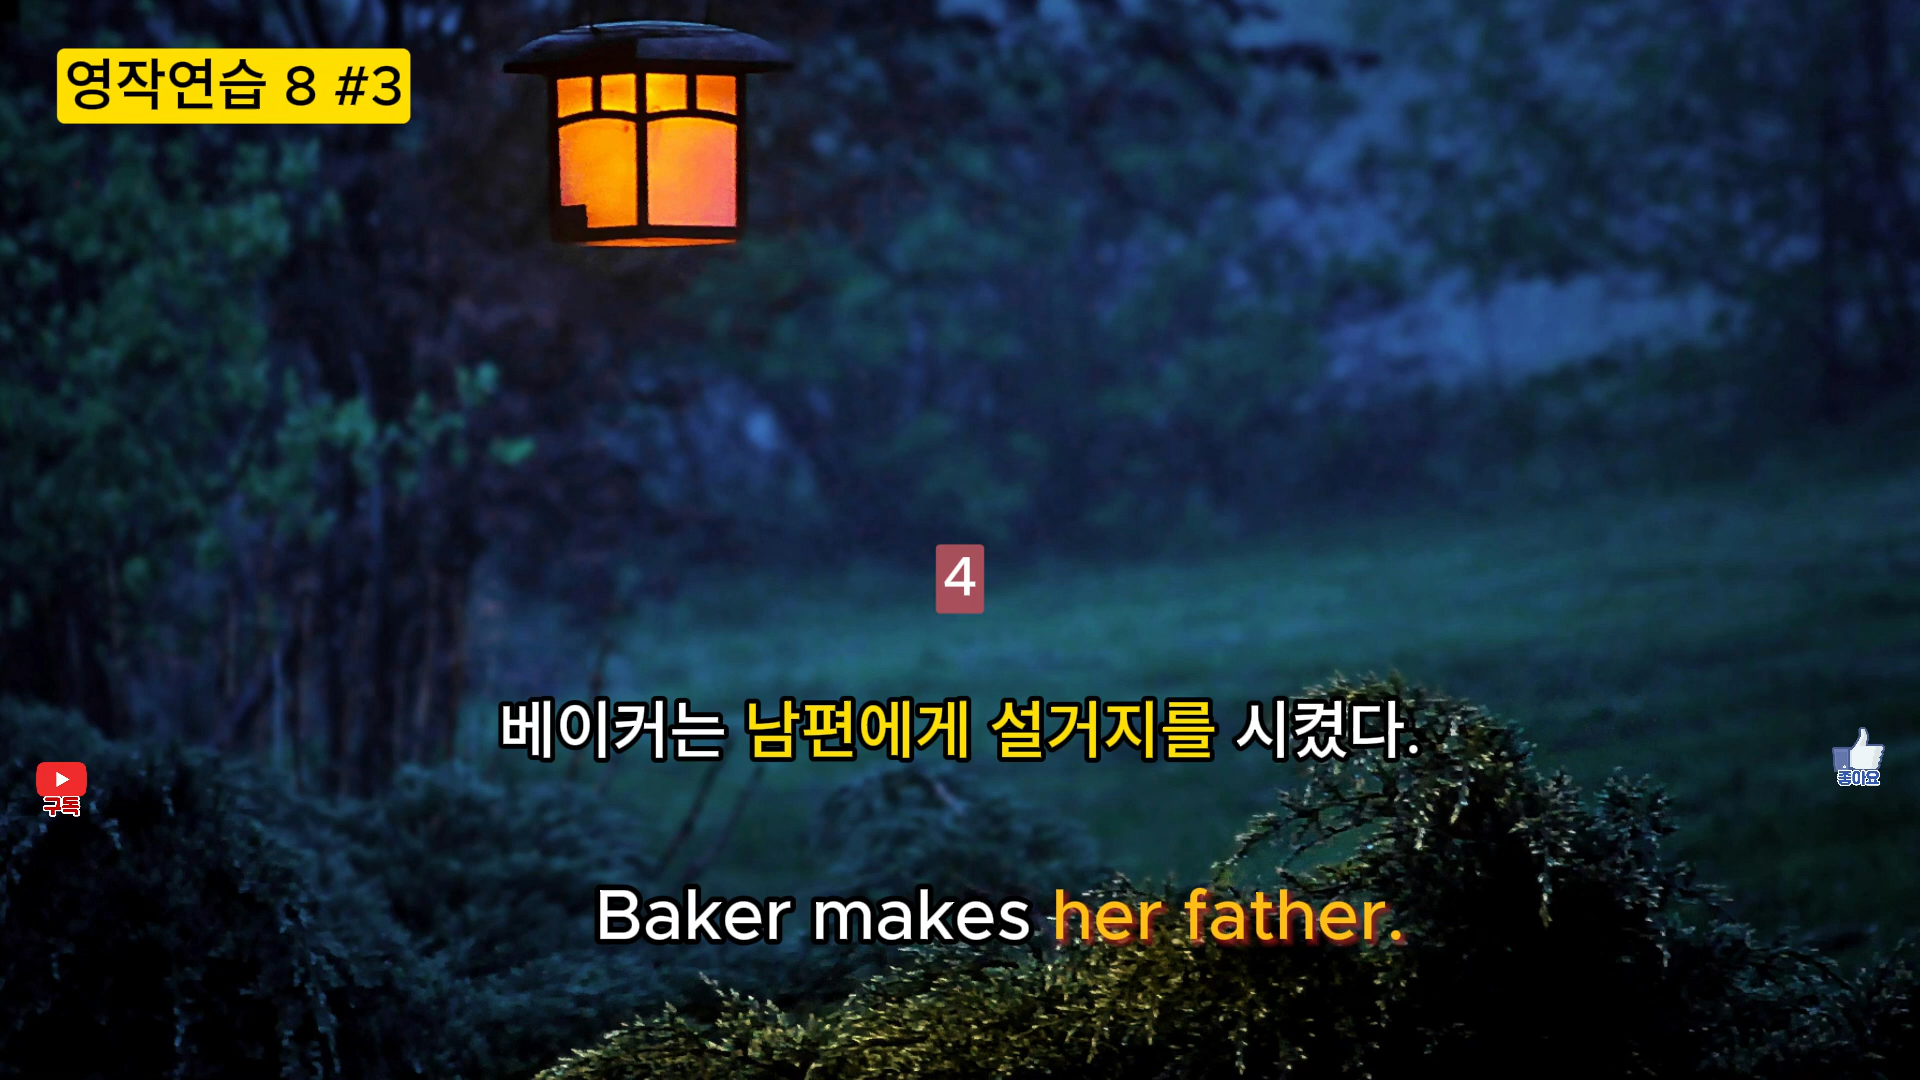 영작연습 8 #3
4
베이커는 남편에게 설거지를 시켰다.
구독
좋아요
Baker makes her father.